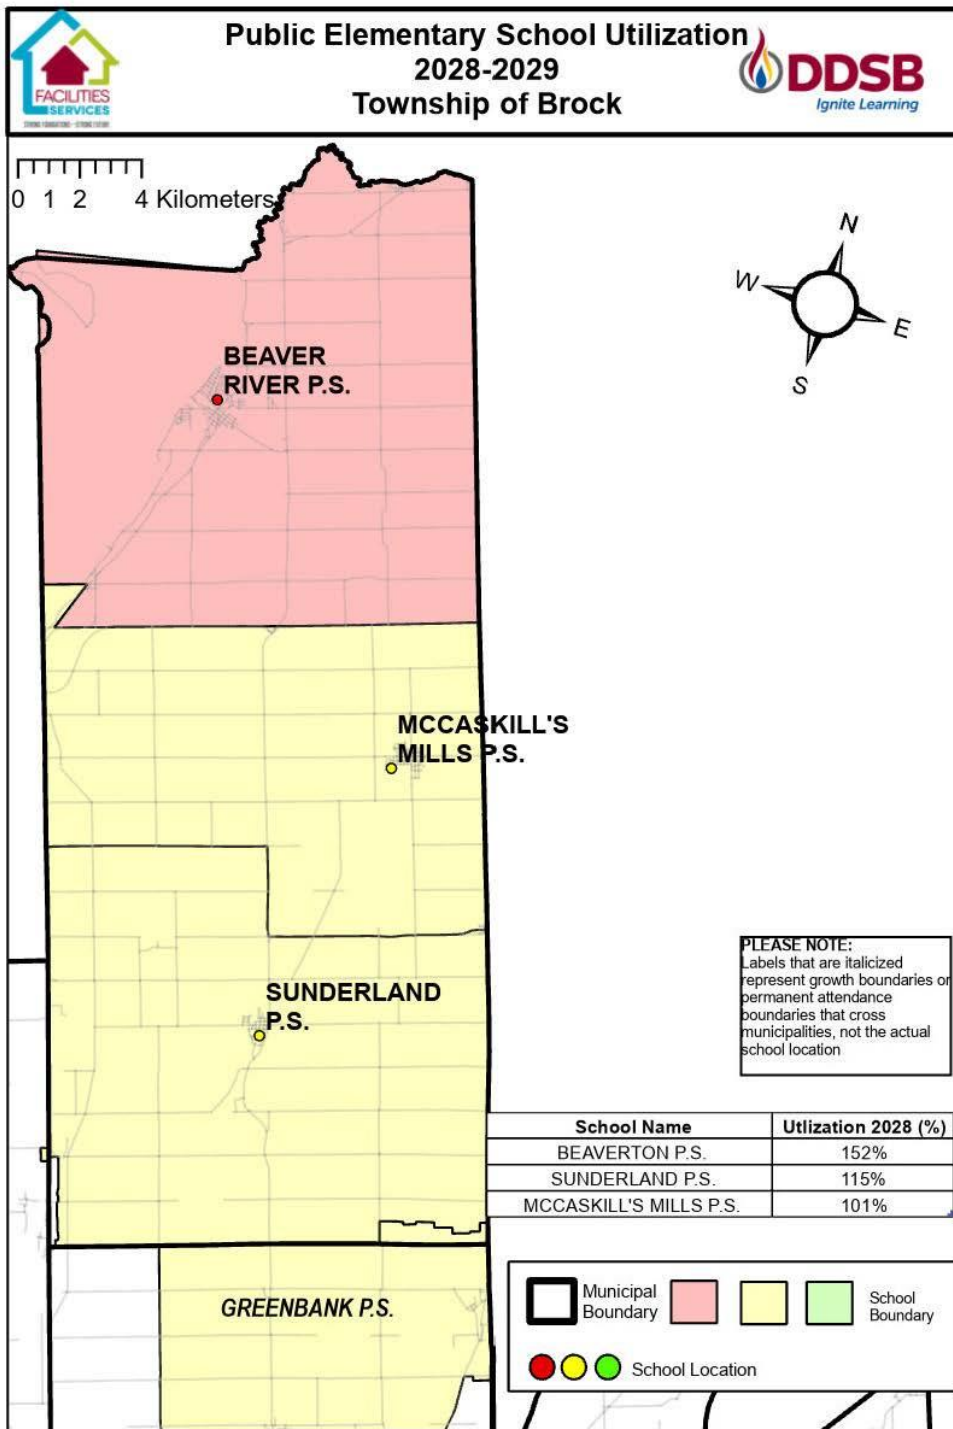 Public Elementary School Utilization
2028-2029
Township of Brock
FACILITIES
SERVICES
DDSB
Ignite Learning
0 1 2 4 Kilometers
N
W
E
S
BEAVER
RIVER P.S.
MCCASKILL'S
MILLS P.S.
SUNDERLAND
P.S.
GREENBANK P.S.
PLEASE NOTE:
Labels that are italicized
represent growth boundaries or
permanent attendance
boundaries that cross
municipalities, not the actual
school location
School Name Utlization 2028 (%)
BEAVERTON P.S. 152%
SUNDERLAND P.S. 115%
MCCASKILL'S MILLS P.S. 101%
Municipal
Boundary
School
Boundary
School Location